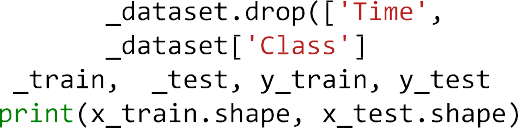 _dataset.drop(['Time',
_dataset['Class']
_train, _test, y_train, y_test
print(x_train.shape, x_test.shape)